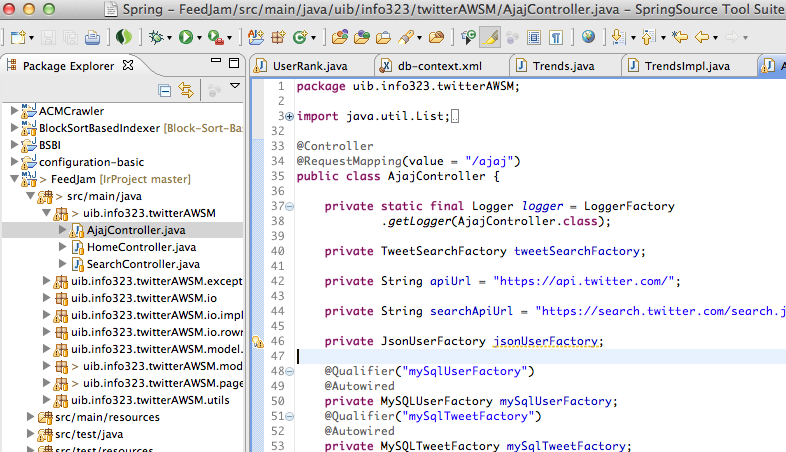 Spring - FeedJam/src/main/java/uib/info323/twitterAWSM/AjajController.java - SpringSource Tool Suite
Package Explorer
UserRank.java
db-context.xml
Trends.java
TrendsImpl.java
ACMCrawler
BlockSortBasedIndexer [Block-Sort-Ba
BSBI
configuration-basic
> FeedJam [IrProject master]
> src/main/java
> uib.info323.twitterAWSM
AjajController.java
HomeController.java
SearchController.java
uib.info323.twitterAWSM.except
uib.info323.twitterAWSM.io
uib.info323.twitterAWSM.io.impl
uib.info323.twitterAWSM.io.row
uib.info323.twitterAWSM.model.
> uib.info323.twitterAWSM.mod
> uib.info323.twitterAWSM.page
uib.info323.twitterAWSM.utils
src/main/resources
src/test/java
src/test/resources
1 package uib.info323.twitterAWSM;
2
3 import java.util.List;
32
33 @Controller
34 @RequestMapping(value = "/ajaj")
35 public class AjajController {
36
37 private static final Logger logger = LoggerFactory
38 .getLogger(AjajController.class);
39
40 private TweetSearchFactory tweetSearchFactory;
41
42 private String apiUrl = "https://api.twitter.com/";
43
44 private String searchApiUrl = "https://search.twitter.com/search.j
45
46 private JsonUserFactory jsonUserFactory;
47
48 @Qualifier("mySqlUserFactory")
49 @Autowired
50 private MySQLUserFactory mySqlUserFactory;
51 @Qualifier("mySqlTweetFactory")
52 @Autowired
53 private MySQLTweetFactory mySqlTweetFactory;